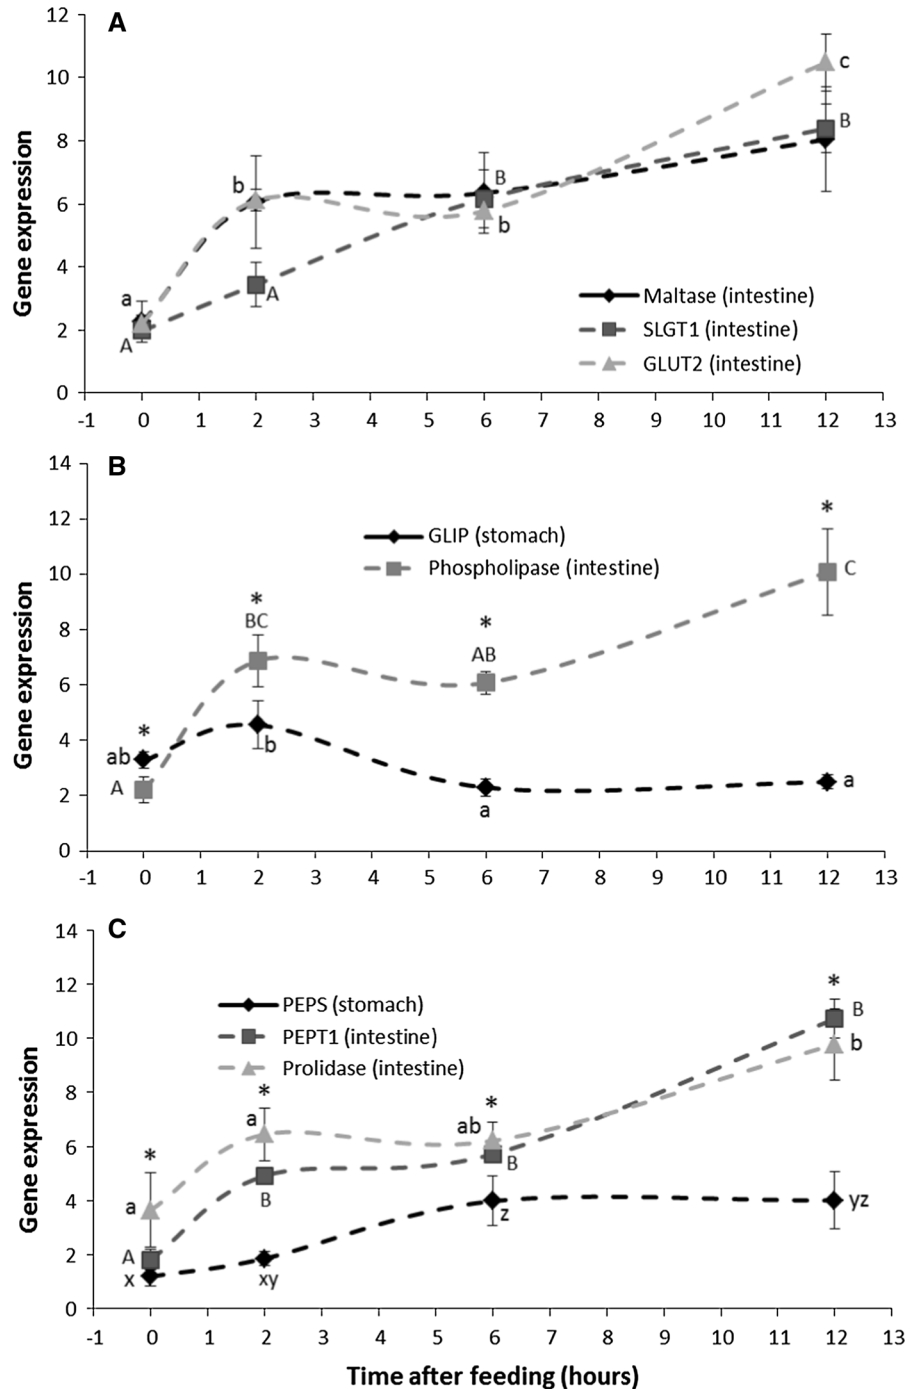 A
12
10
8
6
4
2
0
Gene expression
a
A
b
A
B
b
c
B
Maltase (intestine)
SLGT1 (intestine)
GLUT2 (intestine)
-1 0 1 2 3 4 5 6 7 8 9 10 11 12 13
B
14
12
10
8
6
4
2
0
Gene expression
GLIP (stomach)
Phospholipase (intestine)
*
ab
A
*
BC
b
*
AB
a
*
C
a
-1 0 1 2 3 4 5 6 7 8 9 10 11 12 13
C
14
12
10
8
6
4
2
0
Gene expression
PEPS (stomach)
PEPT1 (intestine)
Prolidase (intestine)
*
a
A
x
*
a
B
xy
*
ab
B
z
*
B
b
yz
-1 0 1 2 3 4 5 6 7 8 9 10 11 12 13
Time after feeding (hours)